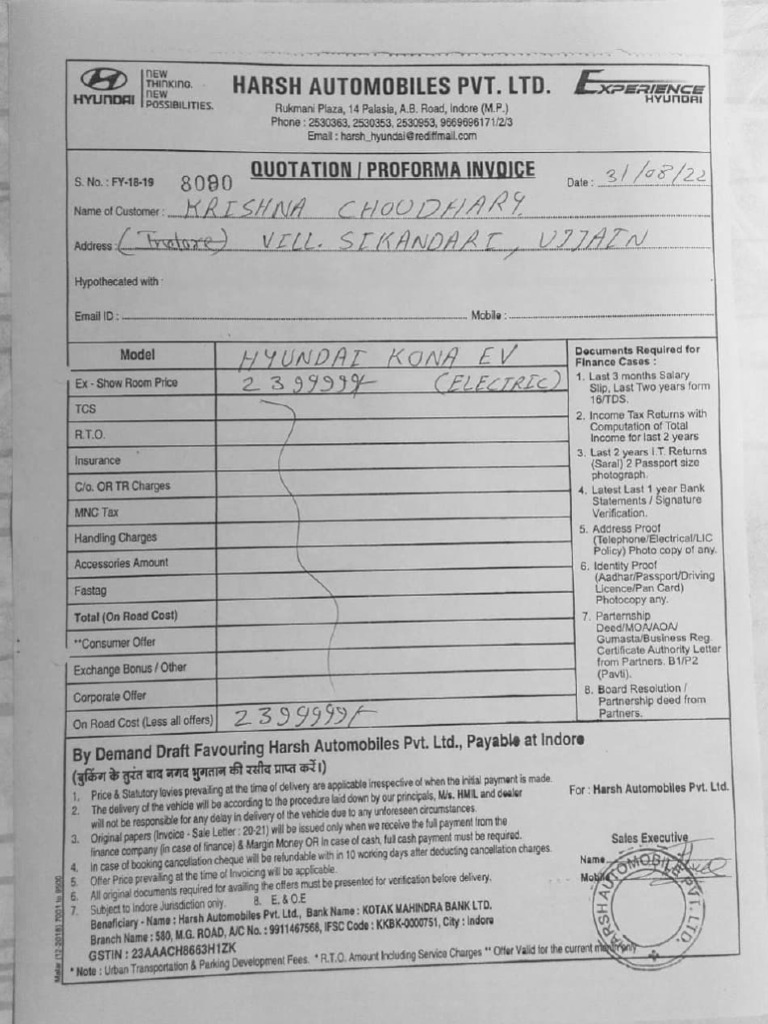 HYUNDAI
NEW THINKING. NEW POSSIBILITIES.
HARSH AUTOMOBILES PVT. LTD.
EXPERIENCE HYUNDAI
Rukmani Plaza, 14 Palasia, A.B. Road, Indore (M.P.)
Phone : 2530363, 2530353, 2530953, 9669696171/2/3
Email : harsh_hyundai@rediffmail.com
QUOTATION / PROFORMA INVOICE
S. No. : FY-18-19 8090
Date : 31/08/22
Name of Customer : KRISHNA CHOUDHARY.
Address : (Indore) VILL. SIKANDARI, UJJAIN
Hypothecated with :
Email ID : Mobile :
Model HYUNDAI KONA EV
Ex - Show Room Price 2399999/- (ELECTRIC)
TCS
R.T.O.
Insurance
C/o. OR TR Charges
MNC Tax
Handling Charges
Accessories Amount
Fastag
Total (On Road Cost)
**Consumer Offer
Exchange Bonus / Other
Corporate Offer
On Road Cost (Less all offers) 2399999/-
Documents Required for
Finance Cases :
1. Last 3 months Salary
Slip, Last Two years form
16/TDS.
2. Income Tax Returns with
Computation of Total
Income for last 2 years
3. Last 2 years I.T. Returns
(Saral) 2 Passport size
photograph.
4. Latest Last 1 year Bank
Statements / Signature
Verification.
5. Address Proof
(Telephone/Electrical/LIC
Policy) Photo copy of any.
6. Identity Proof
(Aadhar/Passport/Driving
Licence/Pan Card)
Photocopy any.
7. Parternship
Deed/MOA/AOA/
Gumasta/Business Reg.
Certificate Authority Letter
from Partners. B1/P2
(Pavti).
8. Board Resolution /
Partnership deed from
Partners.
By Demand Draft Favouring Harsh Automobiles Pvt. Ltd., Payable at Indore
(बुकिंग के तुरंत बाद नगद भुगतान की रसीद प्राप्त करें।)
1. Price & Statutory levies prevailing at the time of delivery are applicable irrespective of when the initial payment is made.
2. The delivery of the vehicle will be according to the procedure laid down by our principals, M/s. HMIL and dealer
will not be responsible for any delay in delivery of the vehicle due to any unforeseen circumstances.
3. Original papers (Invoice - Sale Letter : 20-21) will be issued only when we receive the full payment from the
finance company (in case of finance) & Margin Money OR In case of cash, full cash payment must be required.
4. In case of booking cancellation cheque will be refundable with in 10 working days after deducting cancellation charges.
5. Offer Price prevailing at the time of Invoicing will be applicable.
6. All original documents required for availing the offers must be presented for verification before delivery.
7. Subject to Indore Jurisdiction only. 8. E. & O.E
Beneficiary - Name : Harsh Automobiles Pvt. Ltd., Bank Name : KOTAK MAHINDRA BANK LTD.
Branch Name : 580, M.G. ROAD, A/C No. : 9911467568, IFSC Code : KKBK-0000751, City : Indore
GSTIN : 23AAACH8663H1ZK
* Note : Urban Transportation & Parking Development Fees. * R.T.O. Amount Including Service Charges ** Offer Valid for the current month only
For : Harsh Automobiles Pvt. Ltd.
Sales Executive
Name
Mobile
HARSH AUTOMOBILE PVT. LTD.